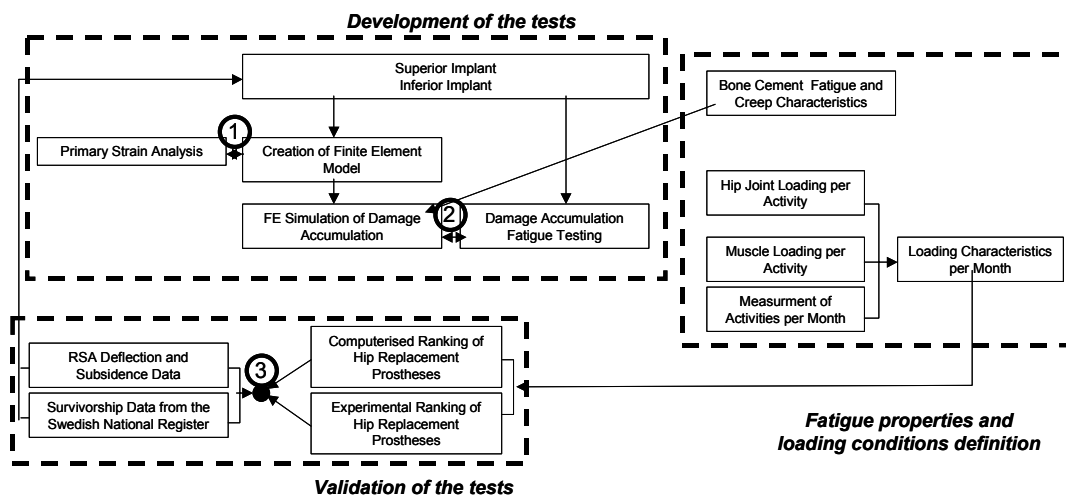 Development of the tests
Superior Implant
Inferior Implant
1
Primary Strain Analysis
Creation of Finite Element
Model
FE Simulation of Damage
Accumulation
2
Damage Accumulation
Fatigue Testing
Bone Cement Fatigue and
Creep Characteristics
Hip Joint Loading per
Activity
Muscle Loading per
Activity
Measurment of
Activities per Month
Loading Characteristics
per Month
Fatigue properties and
loading conditions definition
RSA Deflection and
Subsidence Data
Survivorship Data from the
Swedish National Register
3
Computerised Ranking of
Hip Replacement
Prostheses
Experimental Ranking of
Hip Replacement
Prostheses
Validation of the tests